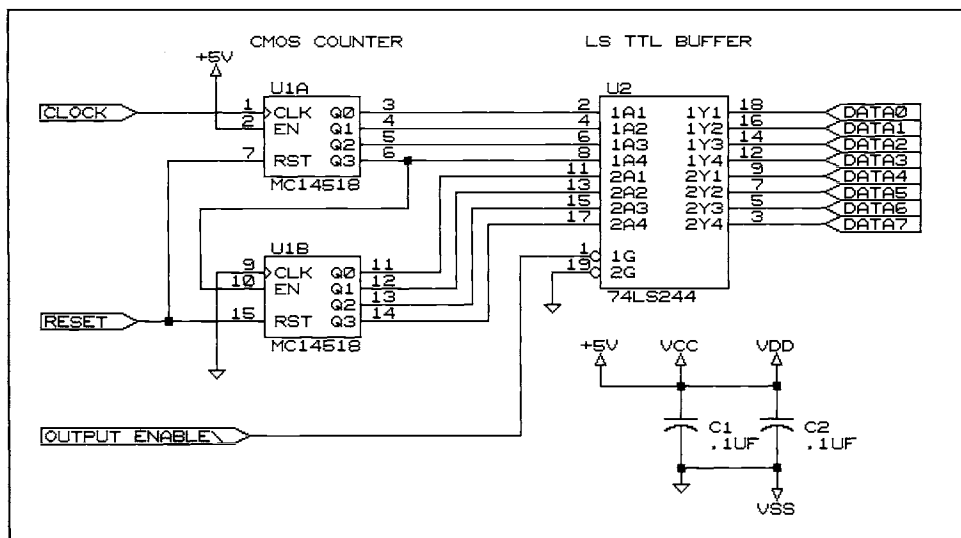 CMOS COUNTER
LS TTL BUFFER
+5V
U1A
U2
CLOCK
1 CLK Q0 3
2 EN Q1 4
Q2 5
7 RST Q3 6
MC14518
2 1A1 1Y1 18 DATA0
4 1A2 1Y2 16 DATA1
6 1A3 1Y3 14 DATA2
8 1A4 1Y4 12 DATA3
11 2A1 2Y1 9 DATA4
13 2A2 2Y2 7 DATA5
15 2A3 2Y3 5 DATA6
17 2A4 2Y4 3 DATA7
1 1G
19 2G
74LS244
U1B
9 CLK Q0 11
10 EN Q1 12
Q2 13
15 RST Q3 14
MC14518
RESET
+5V
VCC
VDD
OUTPUT ENABLE\
C1
.1UF
C2
.1UF
VSS